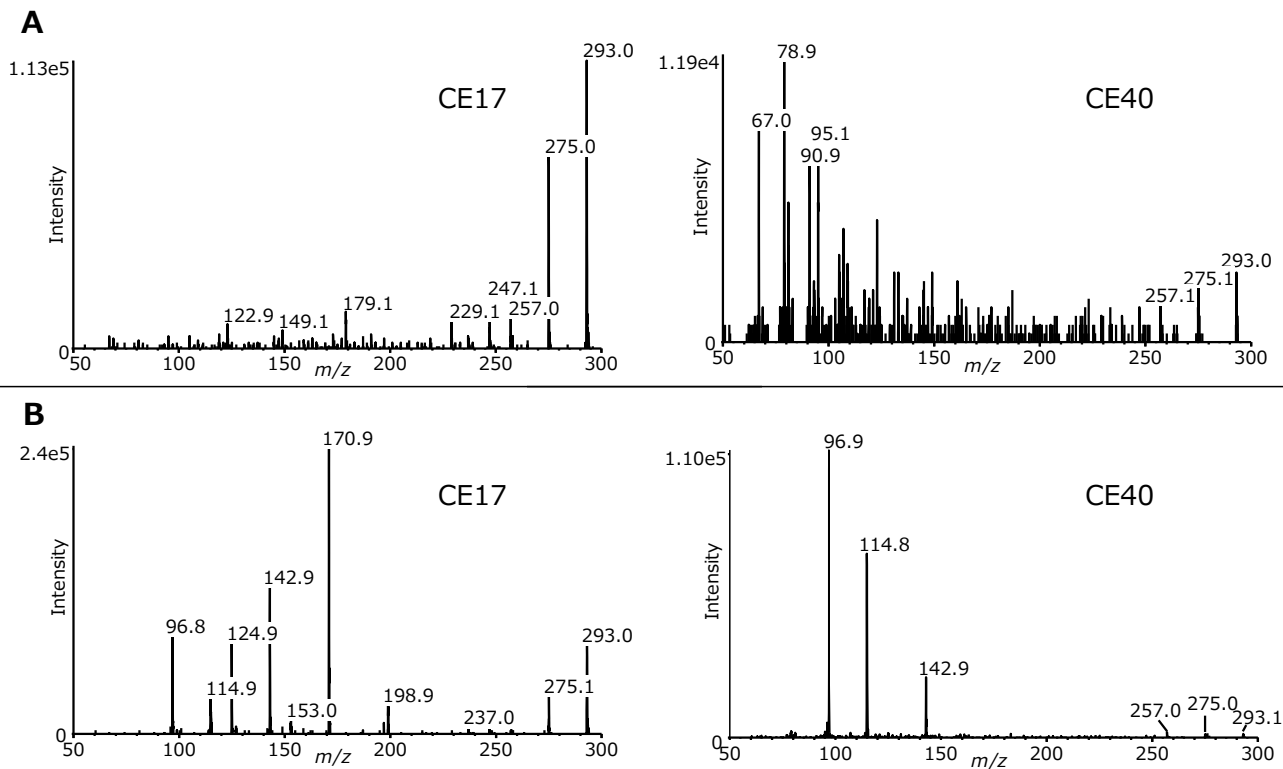 A
1.13e5
Intensity
0
CE17
293.0
275.0
247.1
229.1
257.0
179.1
149.1
122.9
50 100 150 200 250 300
m/z
1.19e4
Intensity
0
CE40
78.9
67.0
95.1
90.9
293.0
275.1
257.1
50 100 150 200 250 300
m/z
B
2.4e5
Intensity
0
CE17
170.9
142.9
96.8
124.9
114.9
153.0
198.9
237.0
275.1
293.0
50 100 150 200 250 300
m/z
1.10e5
Intensity
0
CE40
96.9
114.8
142.9
257.0
275.0
293.1
50 100 150 200 250 300
m/z